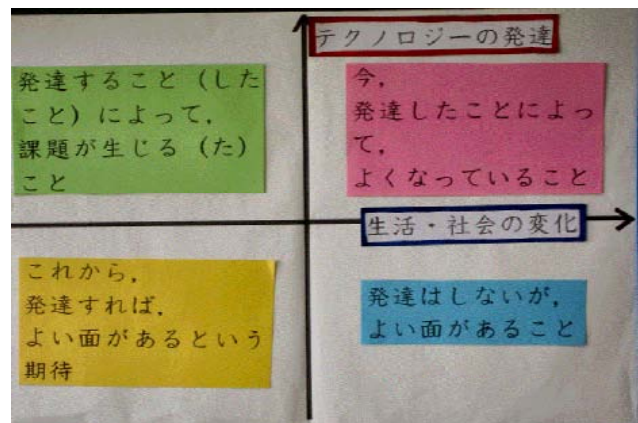 テクノロジーの発達
発達すること（した
こと）によって，
課題が生じる（た）
こと
今，
発達したことによっ
て，
よくなっていること
生活・社会の変化
これから，
発達すれば．
よい面があるという
期待
発達はしないが，
よい面があること